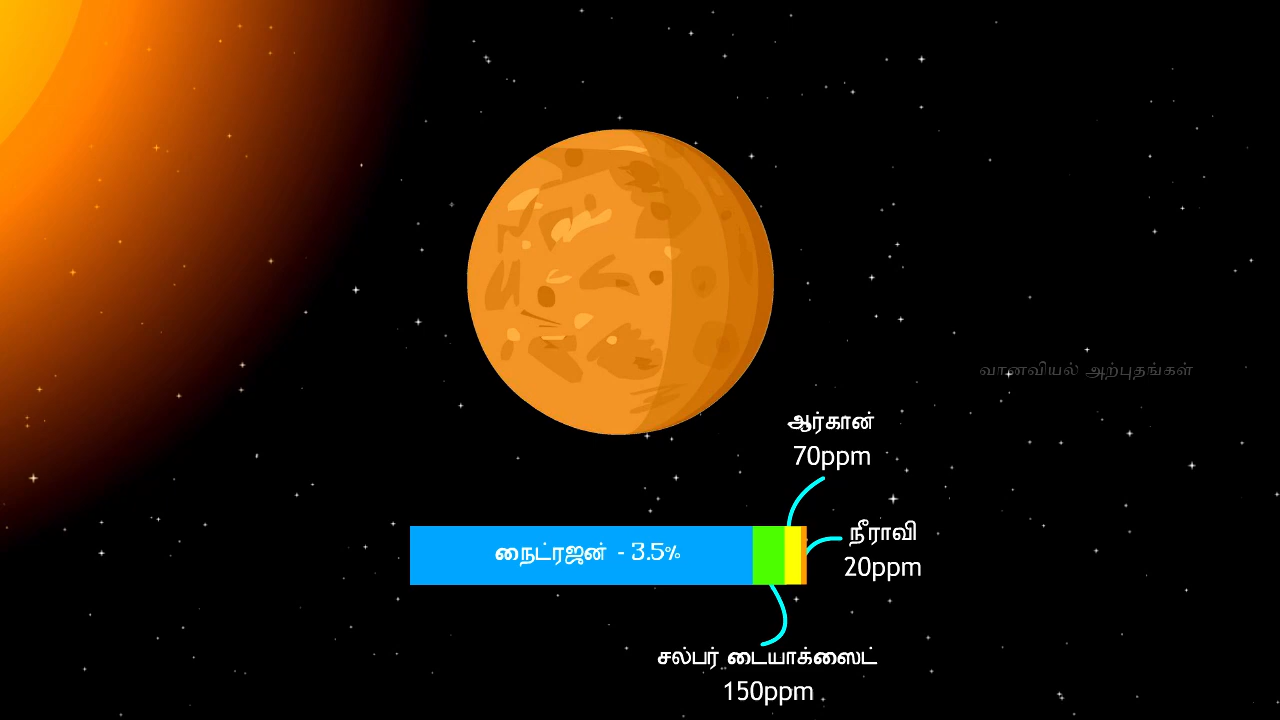 வானவியல் அற்புதங்கள்
ஆர்கான்
70ppm
நைட்ரஜன் - 3.5%
நீராவி
20ppm
சல்பர் டையாக்ஸைட்
150ppm